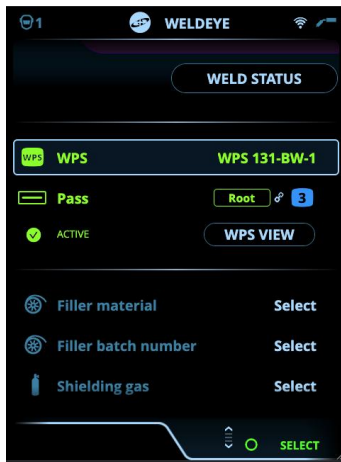 1 WELDEYE
WELD STATUS
WPS WPS WPS 131-BW-1
Pass Root 3
ACTIVE WPS VIEW
Filler material Select
Filler batch number Select
Shielding gas Select
SELECT